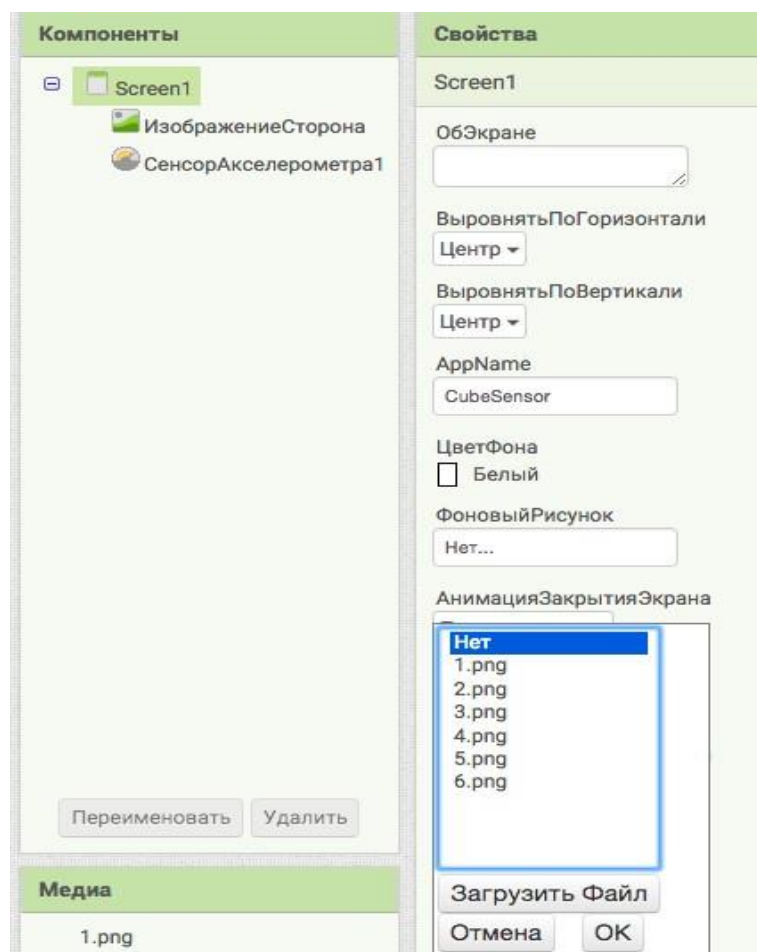 Компоненты
Screen1
ИзображениеСторона
СенсорАкселерометра1
Переименовать
Удалить
Медиа
1.png
Свойства
Screen1
ОбЭкране
ВыровнятьПоГоризонтали
Центр
ВыровнятьПоВертикали
Центр
AppName
CubeSensor
ЦветФона
Белый
ФоновыйРисунок
Нет...
АнимацияЗакрытияЭкрана
Нет
1.png
2.png
3.png
4.png
5.png
6.png
Загрузить Файл
Отмена
OK